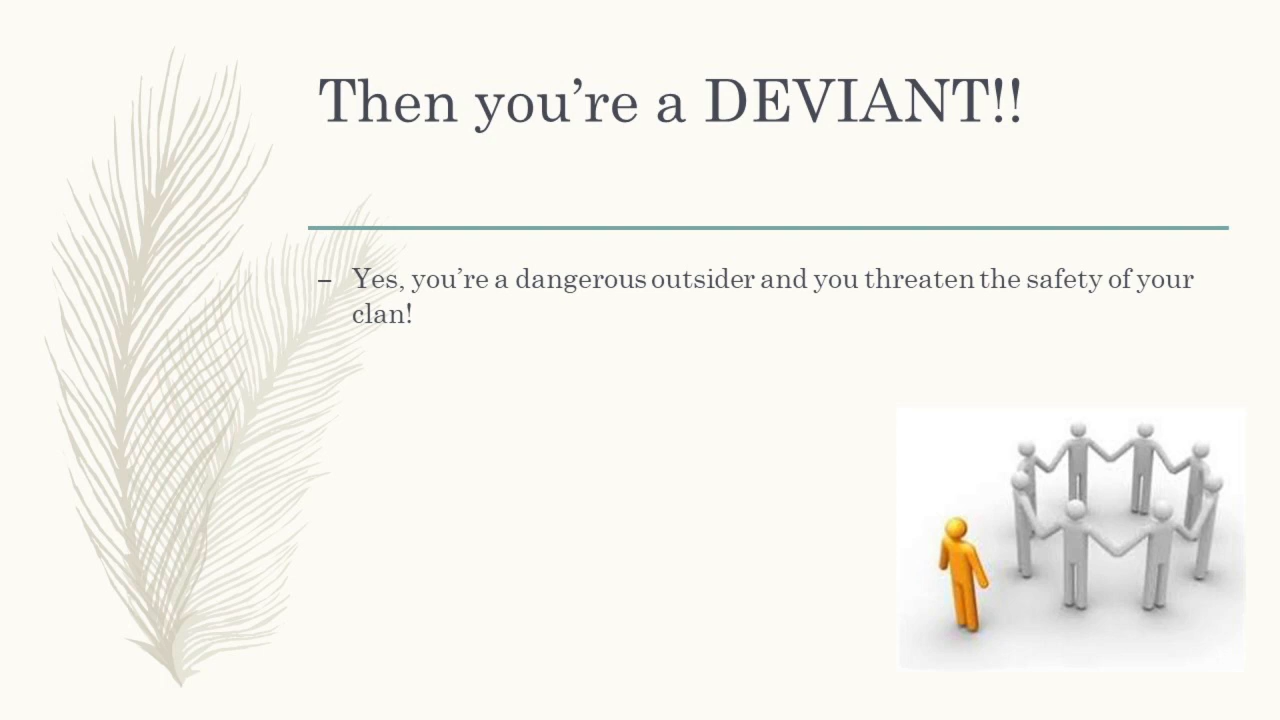 Then you’re a DEVIANT!!
– Yes, you’re a dangerous outsider and you threaten the safety of your
clan!